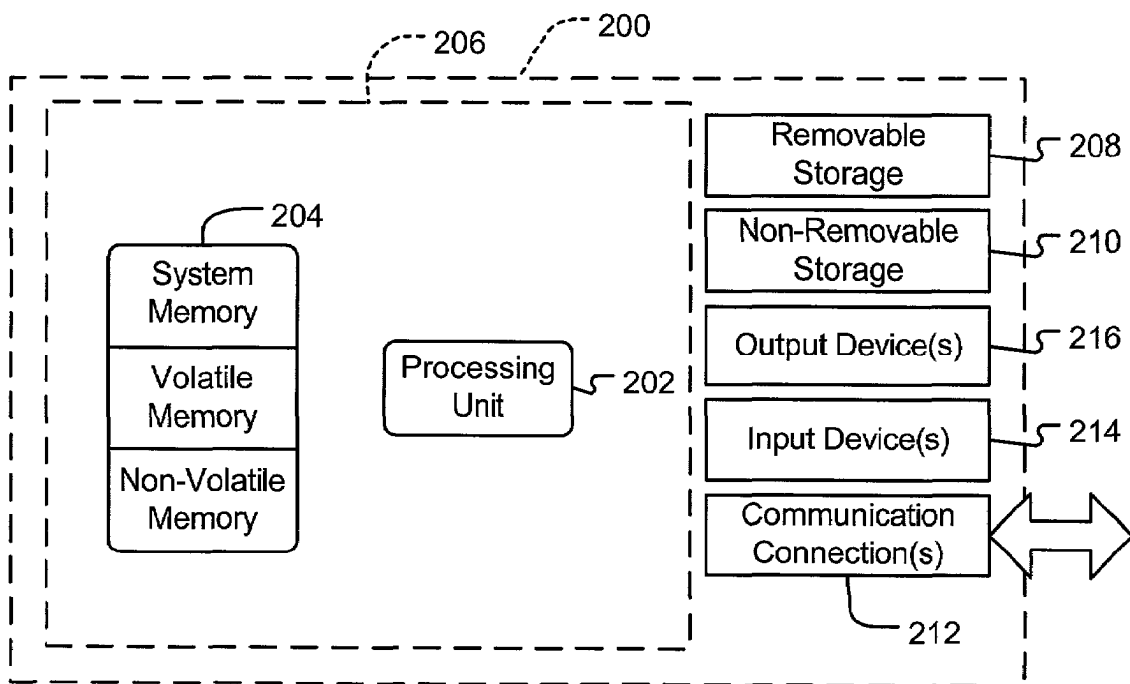 206
200
Removable
Storage
208
204
Non-Removable
Storage
210
System
Memory
Output Device(s)
216
Volatile
Memory
Processing
Unit
202
Input Device(s)
214
Non-Volatile
Memory
Communication
Connection(s)
212